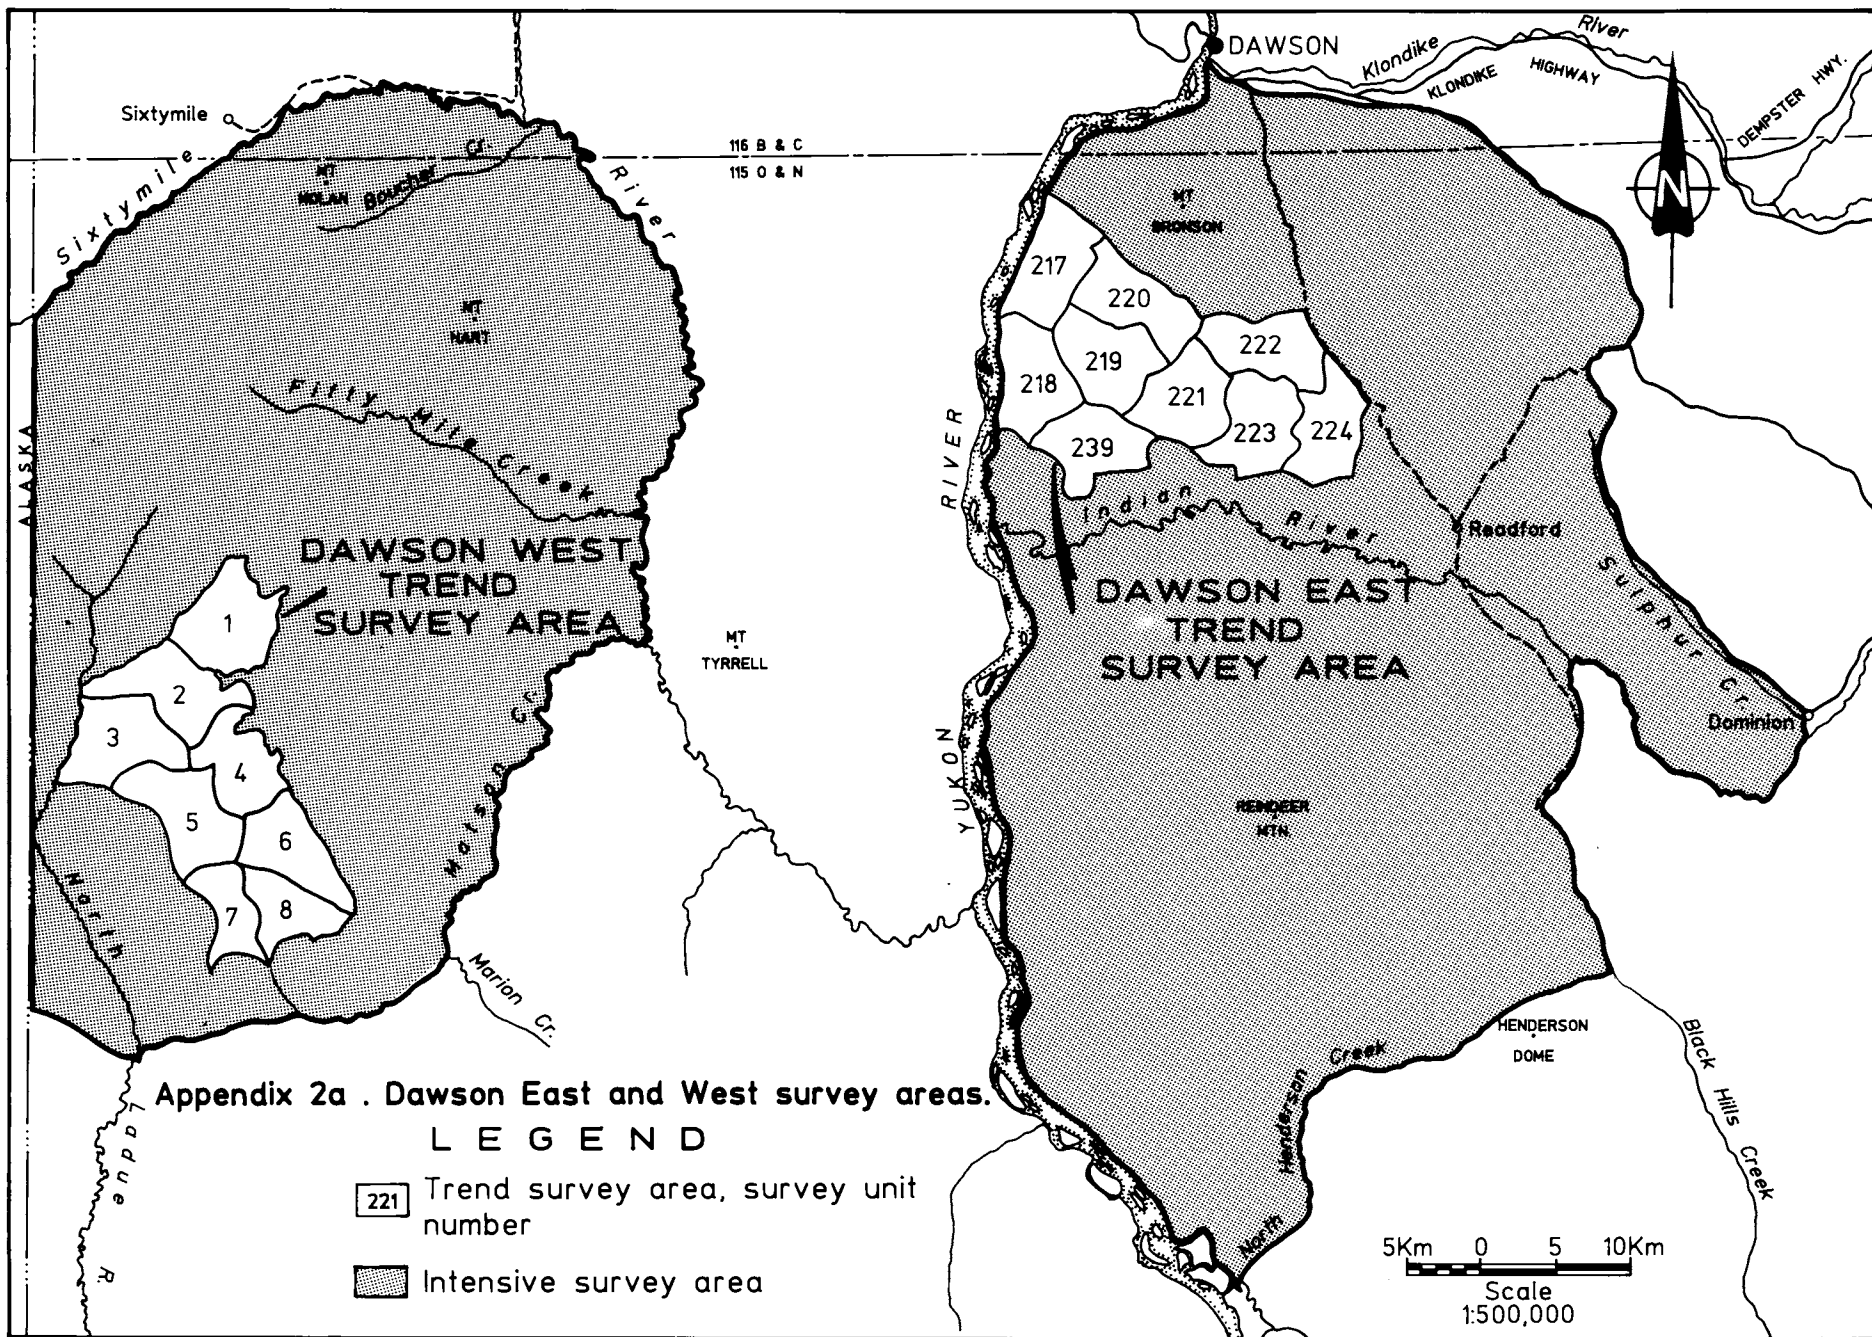 DAWSON
Klondike River
KLONDIKE HIGHWAY
DEMPSTER HWY.
Sixtymile
Sixtymile River
116 B & C
115 O & N
MT
NOLAN
Boucher Cr.
MT
HART
Fifty Mile Creek
ALASKA
DAWSON WEST
TREND
SURVEY AREA
1
2
3
4
5
6
7
8
MT
TYRRELL
Matson Cr.
North Ladue R.
Marion Cr.
N
MT
BRONSON
217
220
222
219
218
221
223
224
239
YUKON RIVER
Indian River
Readford
DAWSON EAST
TREND
SURVEY AREA
Sulphur Cr.
Dominion
REINDEER
MTN.
HENDERSON
DOME
North Henderson Creek
Black Hills Creek
Appendix 2a . Dawson East and West survey areas.
LEGEND
221 Trend survey area, survey unit
number
Intensive survey area
5Km 0 5 10Km
Scale
1:500,000